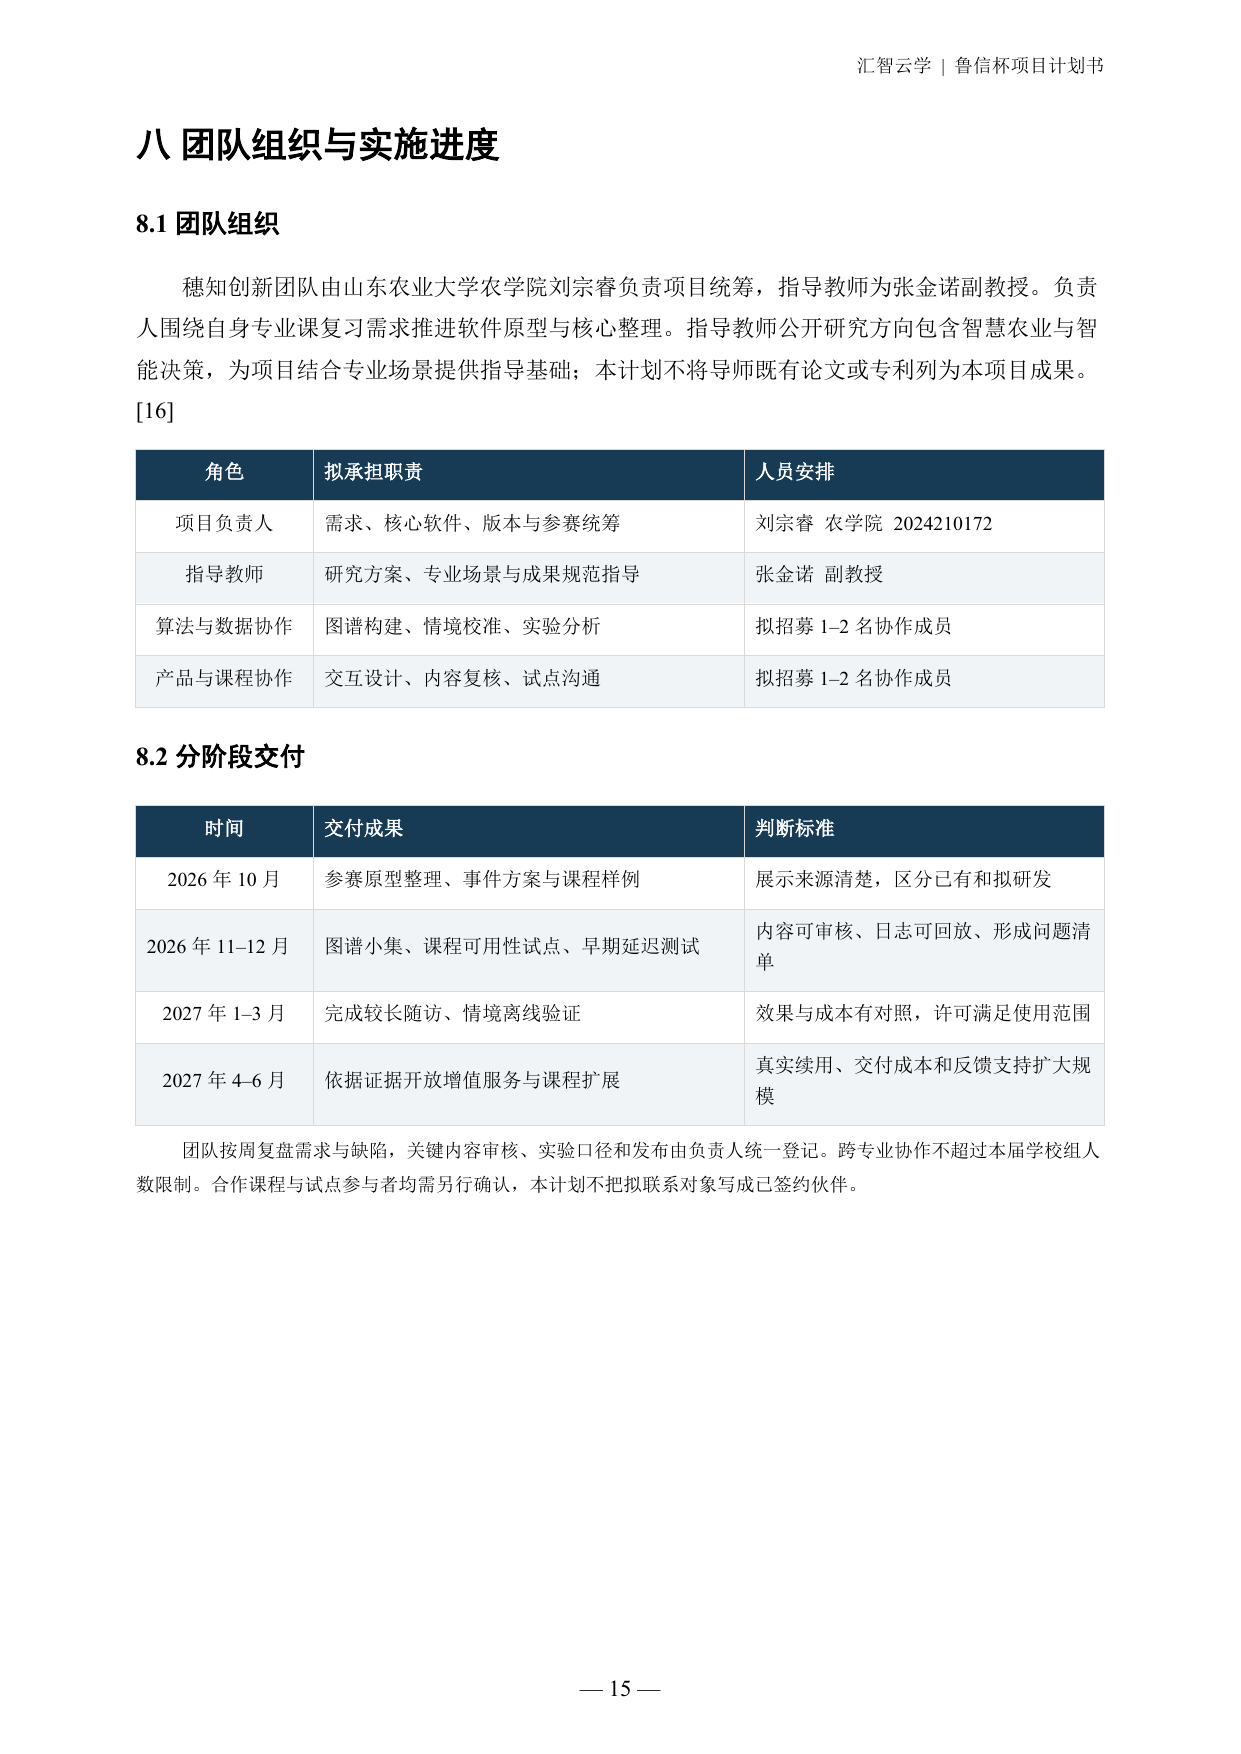 汇智云学 | 鲁信杯项目计划书
八 团队组织与实施进度
8.1 团队组织
穗知创新团队由山东农业大学农学院刘宗睿负责项目统筹，指导教师为张金诺副教授。负责
人围绕自身专业课复习需求推进软件原型与核心整理。指导教师公开研究方向包含智慧农业与智
能决策，为项目结合专业场景提供指导基础；本计划不将导师既有论文或专利列为本项目成果。
[16]
角色 拟承担职责 人员安排
项目负责人 需求、核心软件、版本与参赛统筹 刘宗睿 农学院 2024210172
指导教师 研究方案、专业场景与成果规范指导 张金诺 副教授
算法与数据协作 图谱构建、情境校准、实验分析 拟招募 1–2 名协作成员
产品与课程协作 交互设计、内容复核、试点沟通 拟招募 1–2 名协作成员
8.2 分阶段交付
时间 交付成果 判断标准
2026 年 10 月 参赛原型整理、事件方案与课程样例 展示来源清楚，区分已有和拟研发
2026 年 11–12 月 图谱小集、课程可用性试点、早期延迟测试 内容可审核、日志可回放、形成问题清
单
2027 年 1–3 月 完成较长随访、情境离线验证 效果与成本有对照，许可满足使用范围
2027 年 4–6 月 依据证据开放增值服务与课程扩展 真实续用、交付成本和反馈支持扩大规
模
团队按周复盘需求与缺陷，关键内容审核、实验口径和发布由负责人统一登记。跨专业协作不超过本届学校组人
数限制。合作课程与试点参与者均需另行确认，本计划不把拟联系对象写成已签约伙伴。
— 15 —